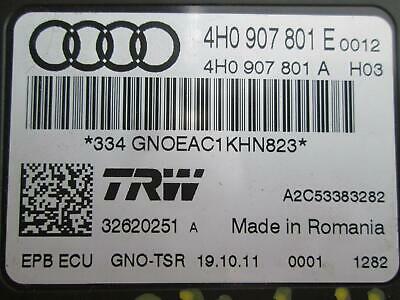 4H0 907 801 E 0012
4H0 907 801 A H03
*334 GNOEAC1KHN823*
TRW
A2C53383282
32620251 A Made in Romania
EPB ECU GNO-TSR 19.10.11 0001 1282